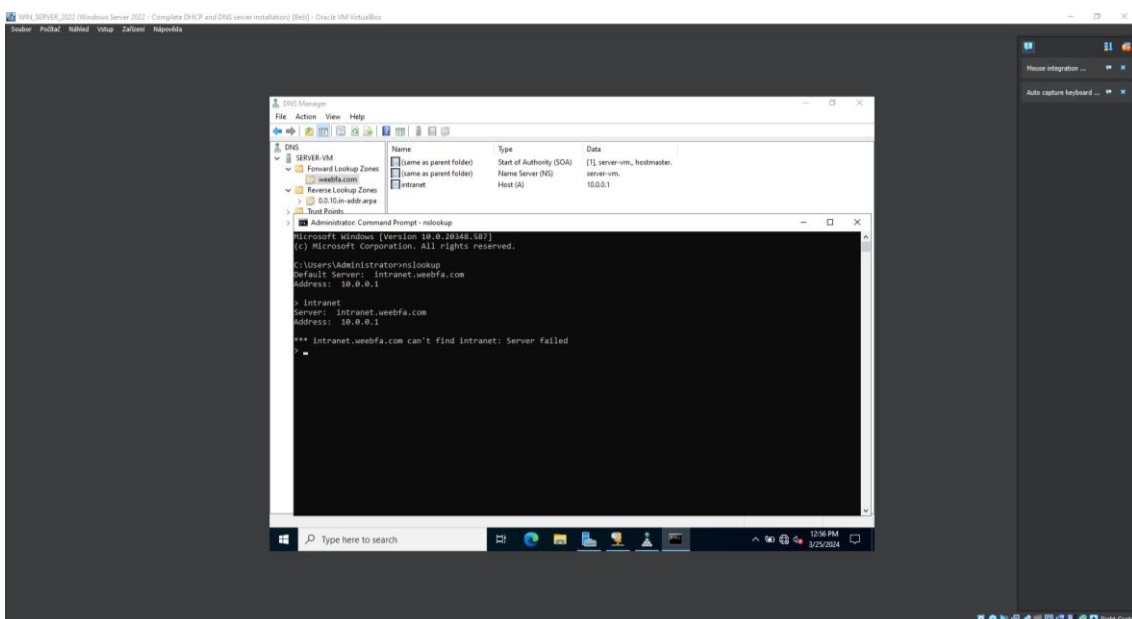 WIN_SERVER_2022 (Windows Server 2022 - Complete DHCP and DNS server installation) [Běží] - Oracle VM VirtualBox
Soubor Počítač Náhled Vstup Zařízení Nápověda
Mouse integration ...
Auto capture keyboard ...
DNS Manager
File Action View Help
DNS
SERVER-VM
Forward Lookup Zones
weebfa.com
Reverse Lookup Zones
0.0.10.in-addr.arpa
Trust Points
Name Type Data
(same as parent folder) Start of Authority (SOA) [1], server-vm., hostmaster.
(same as parent folder) Name Server (NS) server-vm.
intranet Host (A) 10.0.0.1
Administrator: Command Prompt - nslookup
Microsoft Windows [Version 10.0.20348.587]
(c) Microsoft Corporation. All rights reserved.
C:\Users\Administrator>nslookup
Default Server: intranet.weebfa.com
Address: 10.0.0.1
> intranet
Server: intranet.weebfa.com
Address: 10.0.0.1
*** intranet.weebfa.com can't find intranet: Server failed
>
Type here to search
12:56 PM
3/25/2024